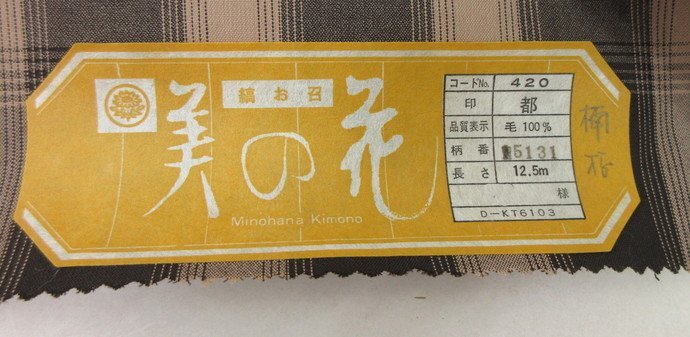 縞お召
美の花
Minohana Kimono
コードNo. 420
印 都
品質表示 毛 100%
柄番 5131
長さ 12.5m
様
D-KT6103